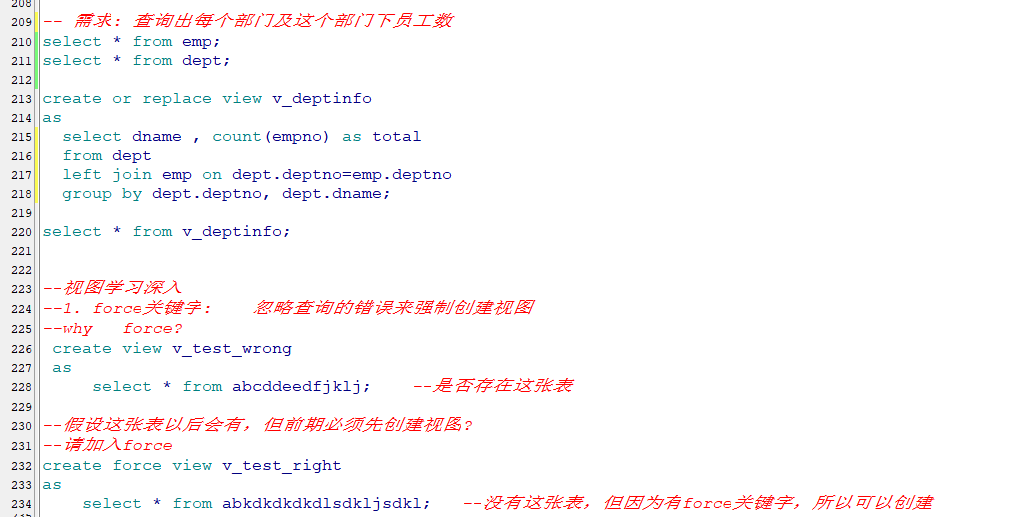 208
209 -- 需求: 查询出每个部门及这个部门下员工数
210 select * from emp;
211 select * from dept;
212
213 create or replace view v_deptinfo
214 as
215 select dname , count(empno) as total
216 from dept
217 left join emp on dept.deptno=emp.deptno
218 group by dept.deptno, dept.dname;
219
220 select * from v_deptinfo;
221
222
223 --视图学习深入
224 --1. force关键字: 忽略查询的错误来强制创建视图
225 --why force?
226 create view v_test_wrong
227 as
228 select * from abcddeedfjklj; --是否存在这张表
229
230 --假设这张表以后会有，但前期必须先创建视图?
231 --请加入force
232 create force view v_test_right
233 as
234 select * from abkdkdkdkdlsdkljsdkl; --没有这张表，但因为有force关键字，所以可以创建